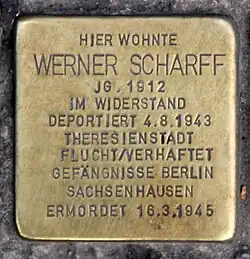 HIER WOHNTE
WERNER SCHARFF
JG. 1912
IM WIDERSTAND
DEPORTIERT 4.8.1943
THERESIENSTADT
FLUCHT/VERHAFTET
GEFÄNGNISSE BERLIN
SACHSENHAUSEN
ERMORDET 16.3.1945